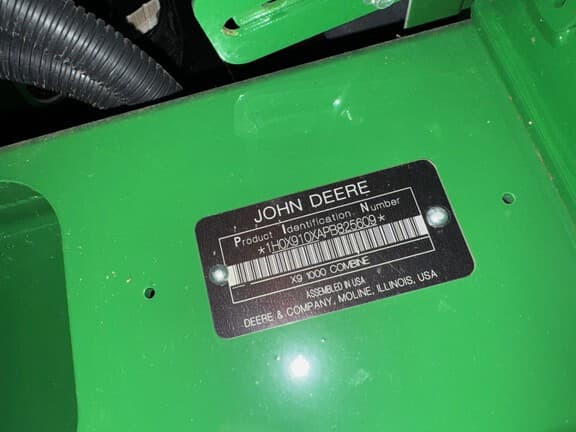 JOHN DEERE
Product Identification Number
*1H0X910XAPB825609*
X9 1000 COMBINE
ASSEMBLED IN USA
DEERE & COMPANY, MOLINE, ILLINOIS, USA